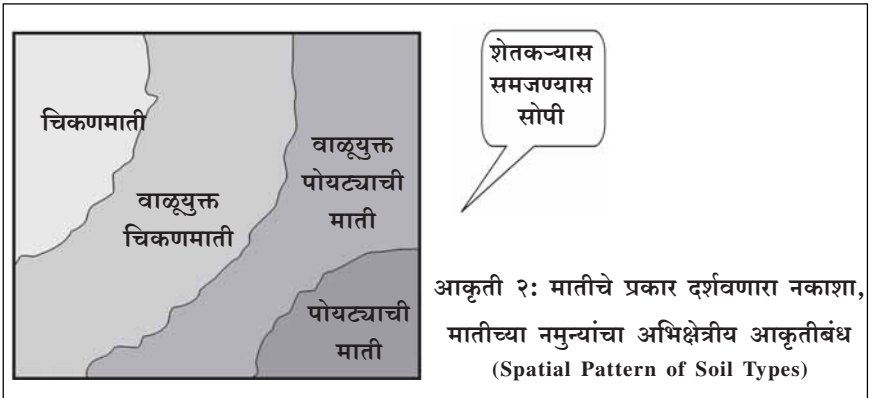 चिकणमाती
वाळूयुक्त
चिकणमाती
वाळूयुक्त
पोयट्याची
माती
पोयट्याची
माती
शेतकऱ्यास
समजण्यास
सोपी
आकृती २: मातीचे प्रकार दर्शवणारा नकाशा,
मातीच्या नमुन्यांचा अभिक्षेत्रीय आकृतीबंध
(Spatial Pattern of Soil Types)